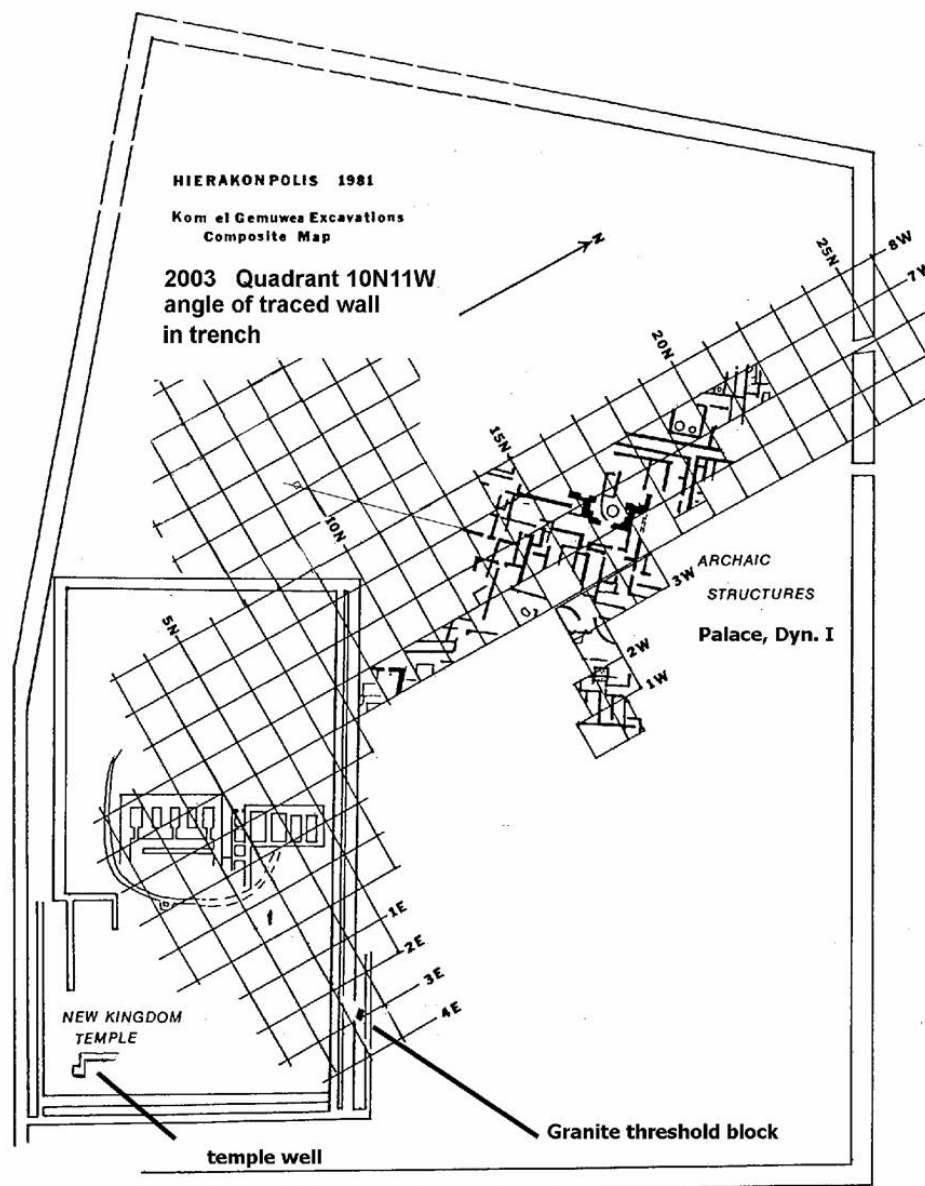 HIERAKONPOLIS 1981
Kom el Gemuwea Excavations
Composite Map
2003 Quadrant 10N11W
angle of traced wall
in trench
N
25N
8W
7W
20N
15N
10N
5N
ARCHAIC
STRUCTURES
Palace, Dyn. I
3W
2W
1W
1E
2E
3E
4E
NEW KINGDOM
TEMPLE
Granite threshold block
temple well